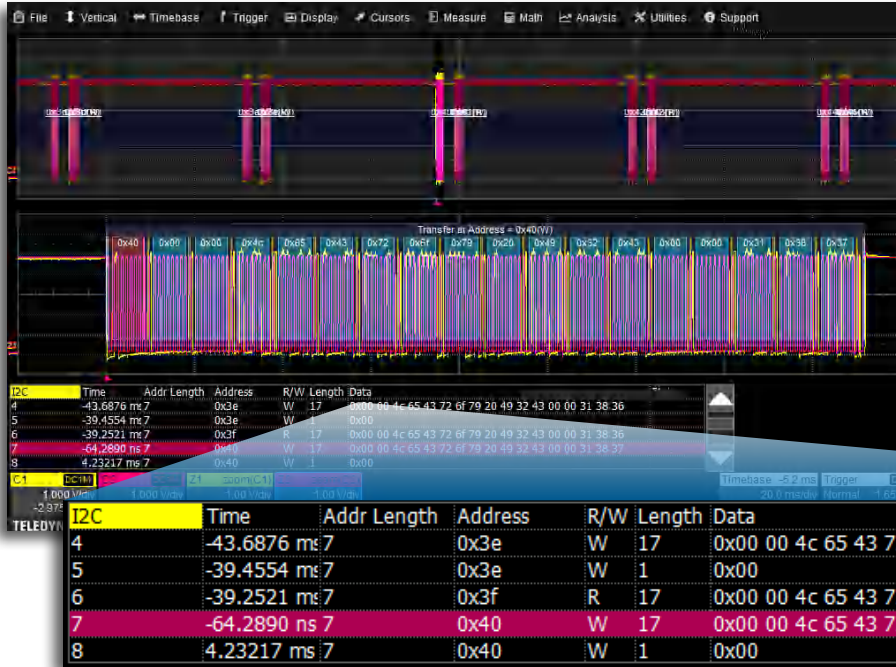 File Vertical Timebase Trigger Display Cursors Measure Math Analysis Utilities Support
Transfer at Address = 0x40(W)
0x40 0x00 0x00 0x4c 0x65 0x43 0x72 0x6f 0x79 0x20 0x49 0x32 0x43 0x00 0x00 0x31 0x38 0x37
I2C Time Addr Length Address R/W Length Data
4 -43.6876 ms 7 0x3e W 17 0x00 00 4c 65 43 72 6f 79 20 49 32 43 00 00 31 38 36
5 -39.4554 ms 7 0x3e W 1 0x00
6 -39.2521 ms 7 0x3f R 17 0x00 00 4c 65 43 72 6f 79 20 49 32 43 00 00 31 38 36
7 -64.2890 ns 7 0x40 W 17 0x00 00 4c 65 43 72 6f 79 20 49 32 43 00 00 31 38 37
8 4.23217 ms 7 0x40 W 1 0x00
C1 DC1M Z1 zoom(C1) Timebase -5.2 ms Trigger
1.000 V/div 1.000 V/div 1.00 V/div 1.00 V/div 20.0 ms/div Normal
TELEDYN
I2C Time Addr Length Address R/W Length Data
4 -43.6876 ms 7 0x3e W 17 0x00 00 4c 65 43 7
5 -39.4554 ms 7 0x3e W 1 0x00
6 -39.2521 ms 7 0x3f R 17 0x00 00 4c 65 43 7
7 -64.2890 ns 7 0x40 W 17 0x00 00 4c 65 43 7
8 4.23217 ms 7 0x40 W 1 0x00